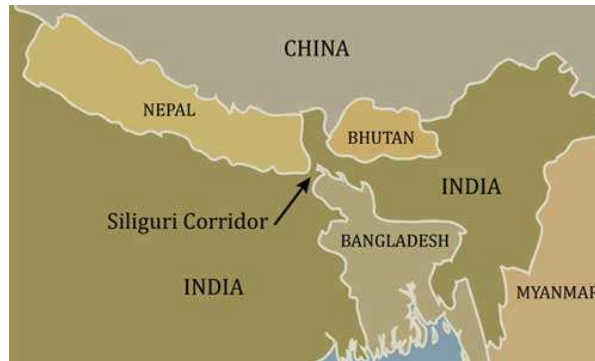 CHINA
NEPAL
BHUTAN
INDIA
Siliguri Corridor
BANGLADESH
INDIA
MYANMAR